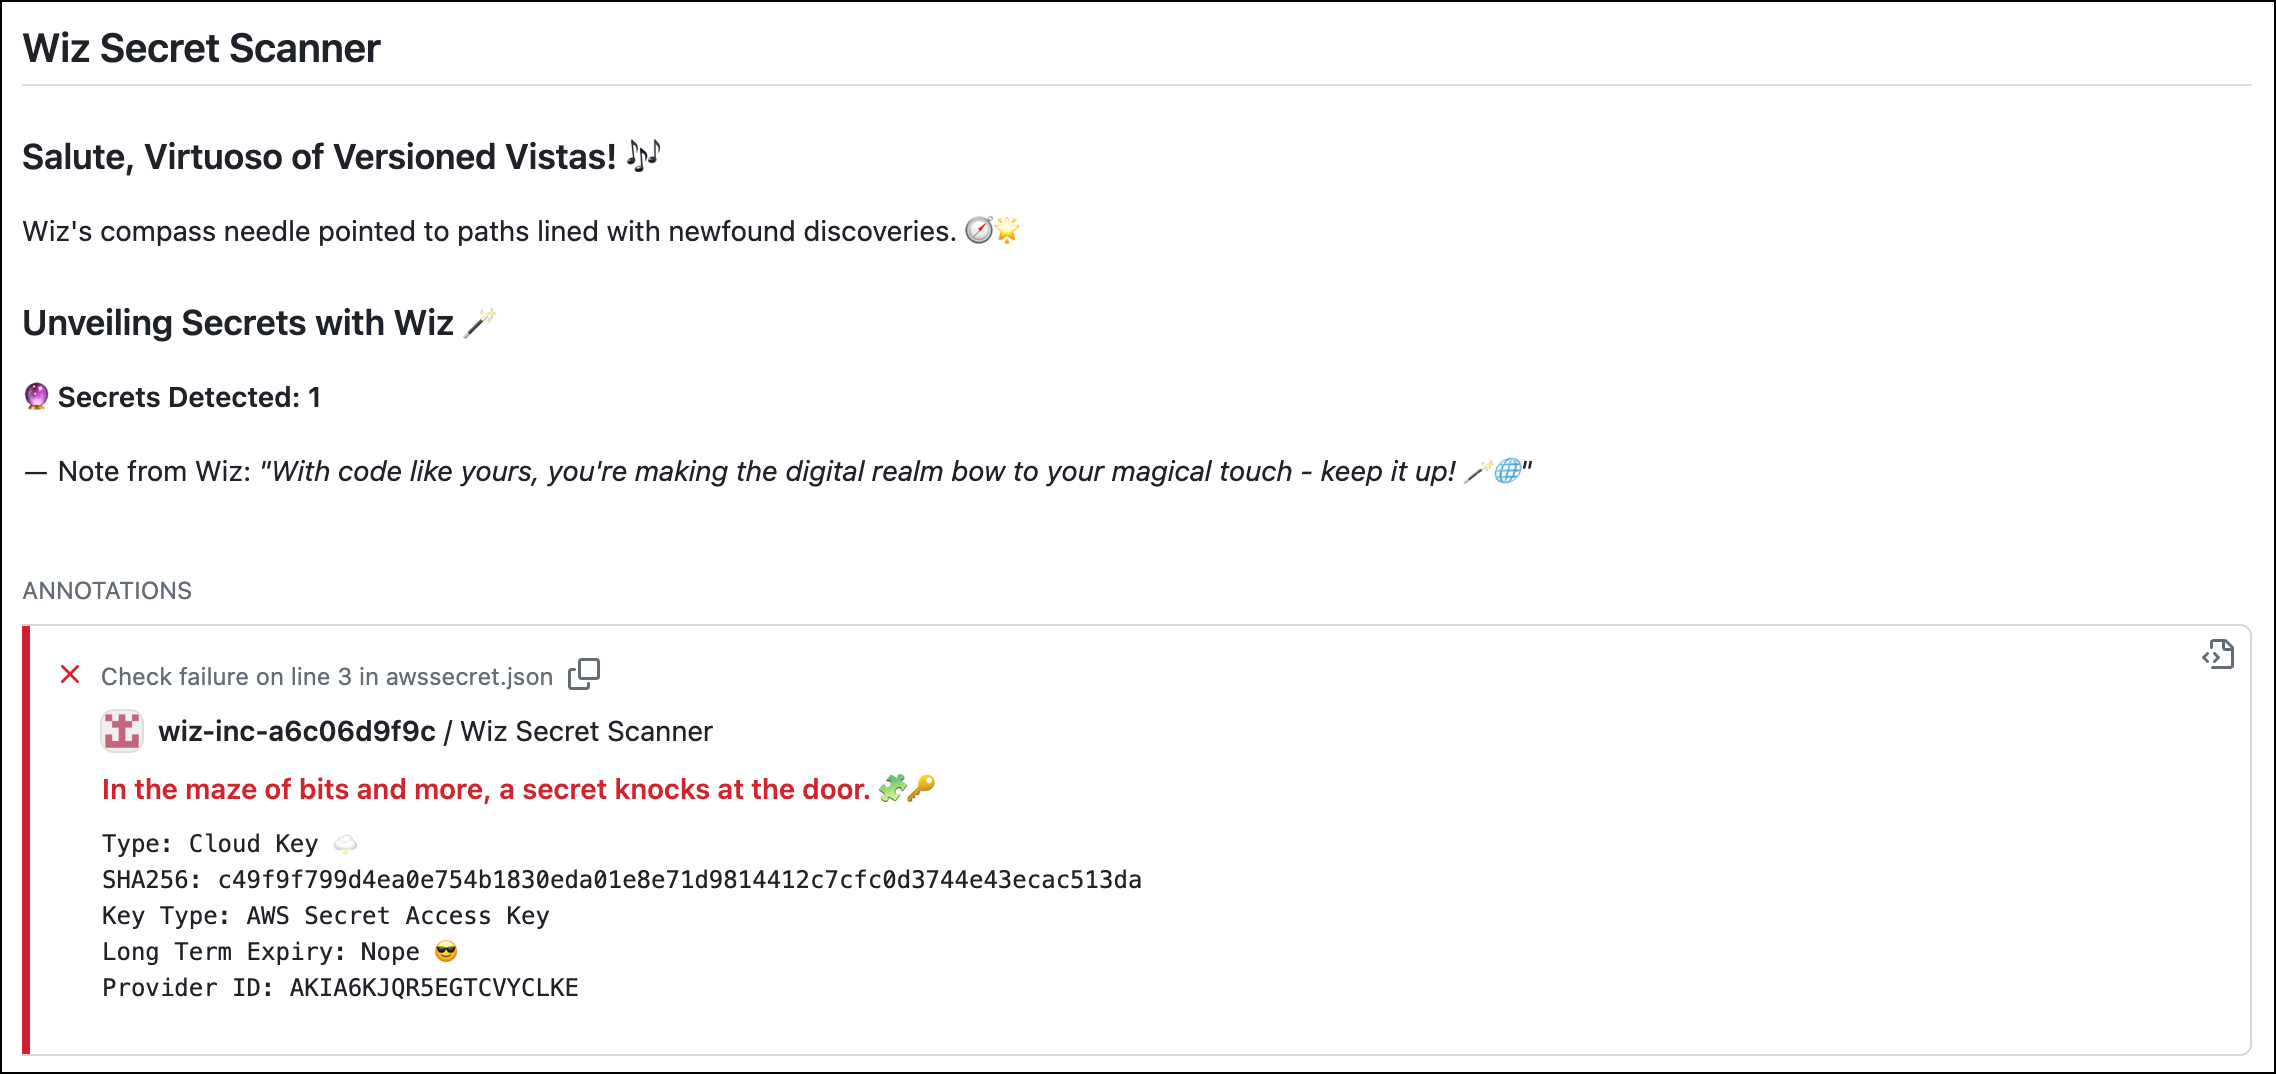 Wiz Secret Scanner
Salute, Virtuoso of Versioned Vistas! 🎶
Wiz's compass needle pointed to paths lined with newfound discoveries. 🧭🌟
Unveiling Secrets with Wiz 🪄
🔮 Secrets Detected: 1
— Note from Wiz: "With code like yours, you're making the digital realm bow to your magical touch - keep it up! 🪄🌐"
ANNOTATIONS
Check failure on line 3 in awssecret.json
wiz-inc-a6c06d9f9c / Wiz Secret Scanner
In the maze of bits and more, a secret knocks at the door. 🧩🔑
Type: Cloud Key 🌩️
SHA256: c49f9f799d4ea0e754b1830eda01e8e71d9814412c7cfc0d3744e43ecac513da
Key Type: AWS Secret Access Key
Long Term Expiry: Nope 😎
Provider ID: AKIA6KJQR5EGTCVYCLKE